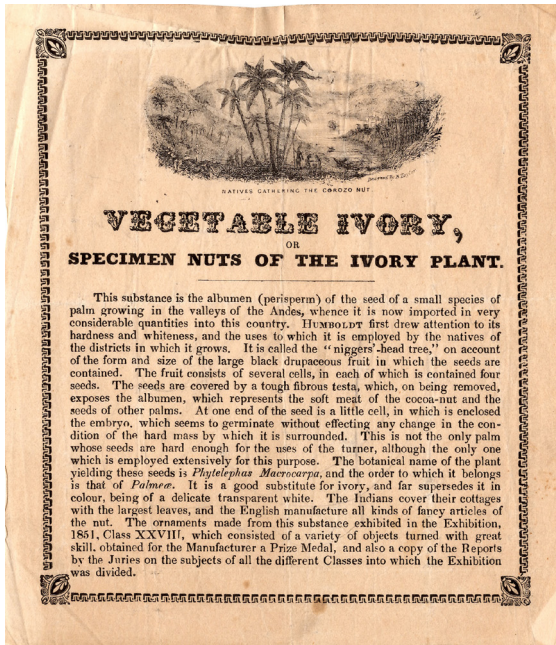 NATIVES GATHERING THE COROZO NUT.
VEGETABLE IVORY,
OR
SPECIMEN NUTS OF THE IVORY PLANT.
This substance is the albumen (perisperm) of the seed of a small species of
palm growing in the valleys of the Andes, whence it is now imported in very
considerable quantities into this country. HUMBOLDT first drew attention to its
hardness and whiteness, and the uses to which it is employed by the natives of
the districts in which it grows. It is called the "niggers'-head tree," on account
of the form and size of the large black drupaceous fruit in which the seeds are
contained. The fruit consists of several cells, in each of which is contained four
seeds. The seeds are covered by a tough fibrous testa, which, on being removed,
exposes the albumen, which represents the soft meat of the cocoa-nut and the
seeds of other palms. At one end of the seed is a little cell, in which is enclosed
the embryo, which seems to germinate without effecting any change in the con-
dition of the hard mass by which it is surrounded. This is not the only palm
whose seeds are hard enough for the uses of the turner, although the only one
which is employed extensively for this purpose. The botanical name of the plant
yielding these seeds is Phytelephas Macrocarpa, and the order to which it belongs
is that of Palmeæ. It is a good substitute for ivory, and far supersedes it in
colour, being of a delicate transparent white. The Indians cover their cottages
with the largest leaves, and the English manufacture all kinds of fancy articles of
the nut. The ornaments made from this substance exhibited in the Exhibition,
1851, Class XXVIII, which consisted of a variety of objects turned with great
skill. obtained for the Manufacturer a Prize Medal, and also a copy of the Reports
by the Juries on the subjects of all the different Classes into which the Exhibition
was divided.